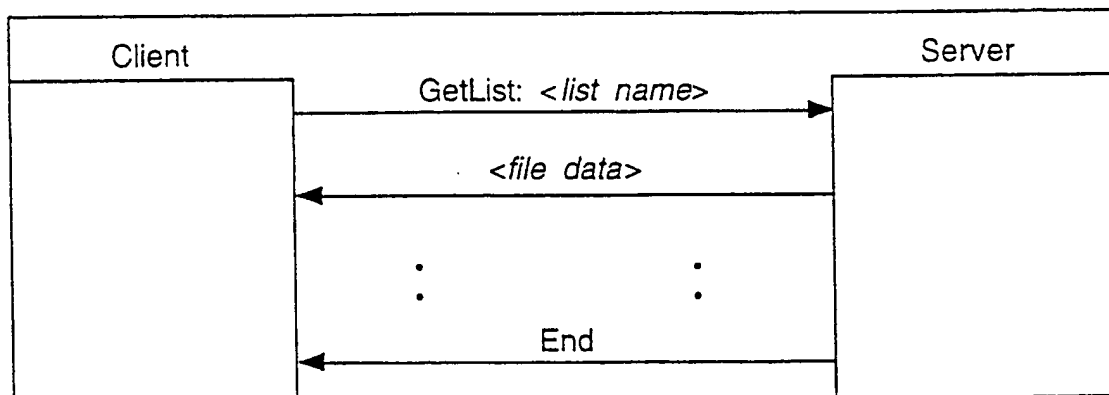 Client
Server
GetList: <list name>
<file data>
:
:
End